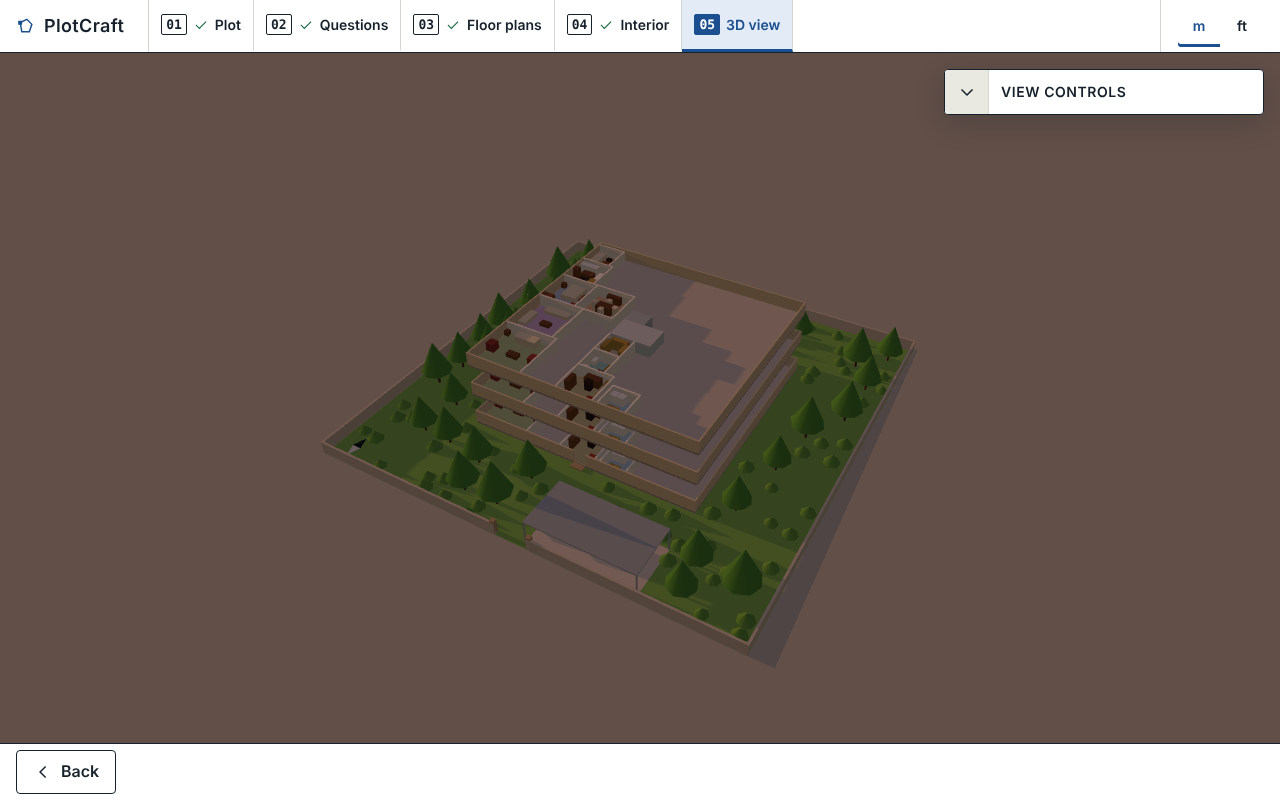 PlotCraft
01 Plot
02 Questions
03 Floor plans
04 Interior
05 3D view
m
ft
VIEW CONTROLS
Back